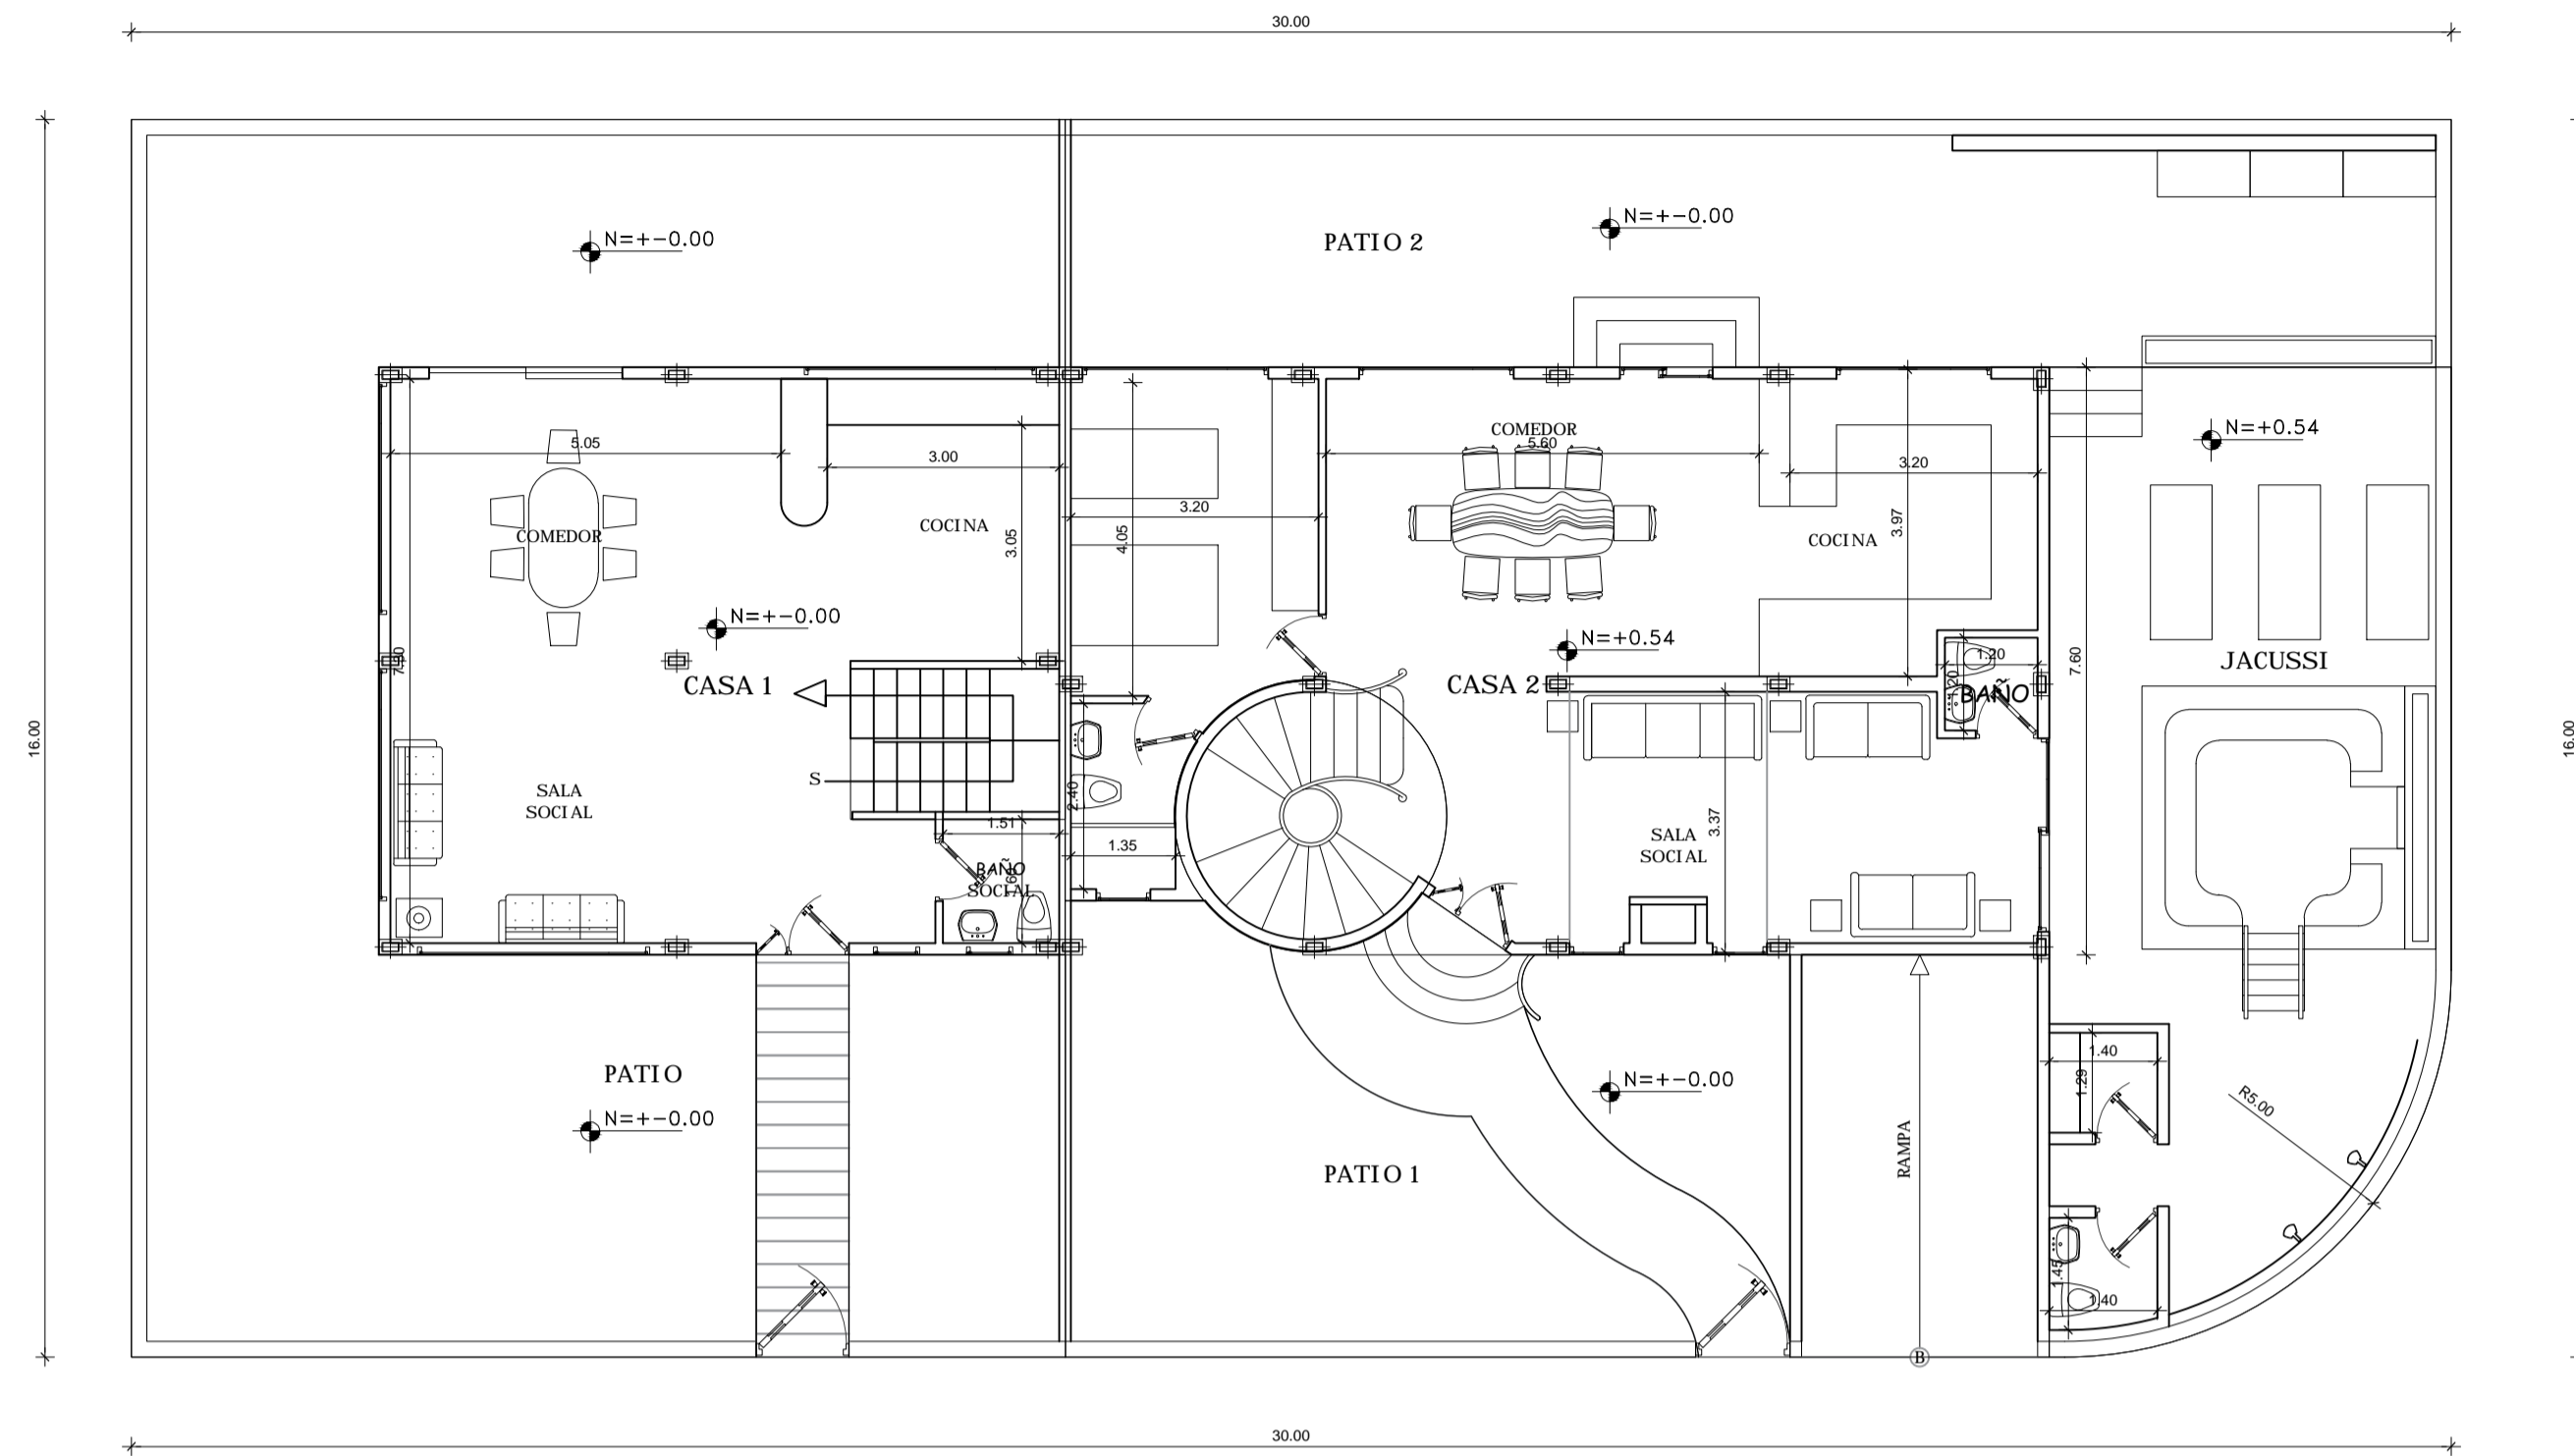 30.00
16.00
16.00
N=+-0.00
PATIO 2
N=+-0.00
5.05
3.00
COMEDOR
COCINA
3.05
N=+-0.00
CASA 1
S
SALA
SOCIAL
1.51
BAÑO
SOCIAL
4.05
3.20
2.40
1.35
COMEDOR
5.60
3.20
3.97
COCINA
N=+0.54
CASA 2
1.20
1.20
BAÑO
SALA
SOCIAL
3.37
7.60
N=+0.54
JACUSSI
PATIO
N=+-0.00
PATIO 1
N=+-0.00
RAMPA
B
1.40
1.29
R5.00
1.45
1.40
30.00